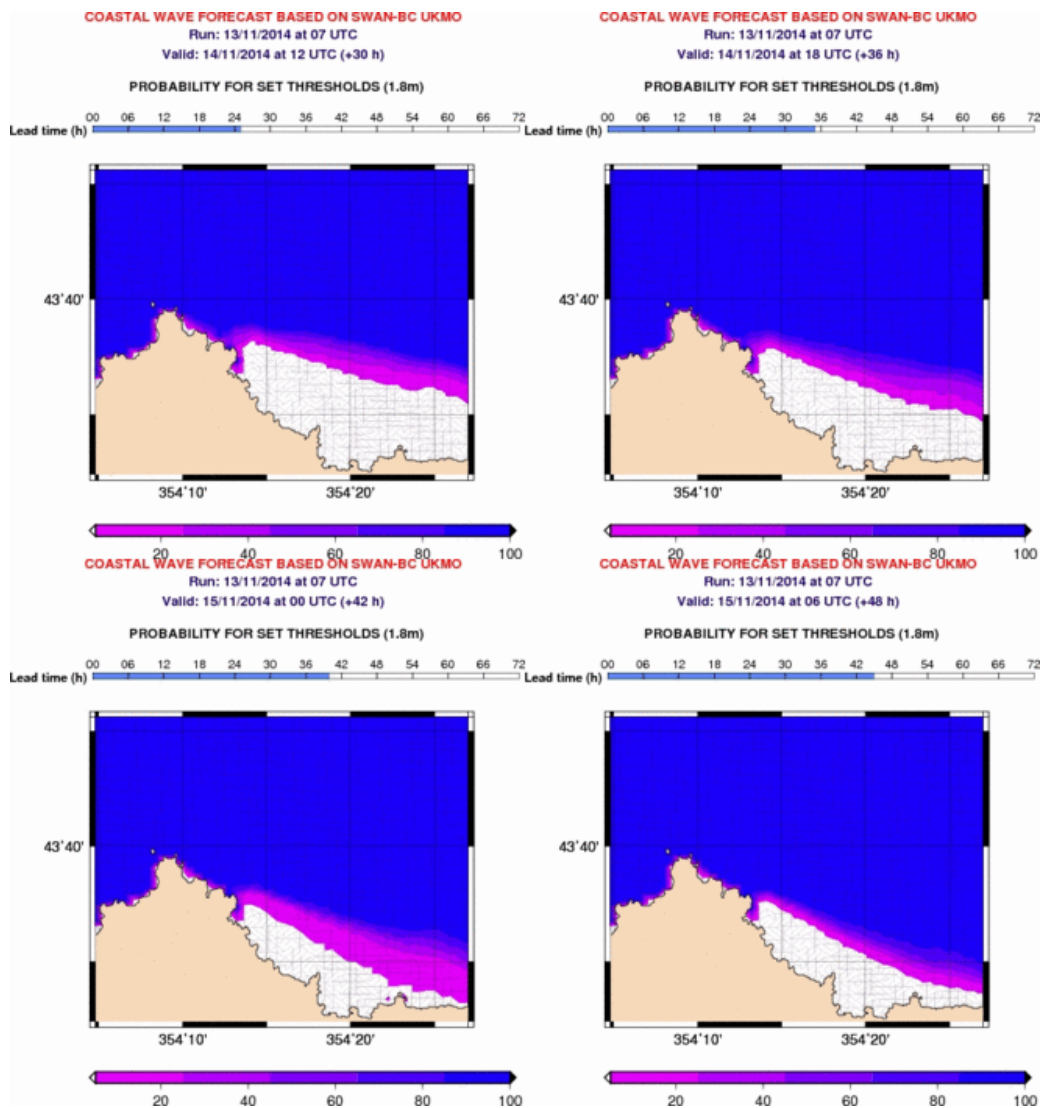 COASTAL WAVE FORECAST BASED ON SWAN-BC UKMO
Run: 13/11/2014 at 07 UTC
Valid: 14/11/2014 at 12 UTC (+30 h)
PROBABILITY FOR SET THRESHOLDS (1.8m)
00 06 12 18 24 30 36 42 48 54 60 66 72
Lead time (h)
43°40'
354°10' 354°20'
20 40 60 80 100
COASTAL WAVE FORECAST BASED ON SWAN-BC UKMO
Run: 13/11/2014 at 07 UTC
Valid: 14/11/2014 at 18 UTC (+36 h)
PROBABILITY FOR SET THRESHOLDS (1.8m)
00 06 12 18 24 30 36 42 48 54 60 66 72
Lead time (h)
43°40'
354°10' 354°20'
20 40 60 80 100
COASTAL WAVE FORECAST BASED ON SWAN-BC UKMO
Run: 13/11/2014 at 07 UTC
Valid: 15/11/2014 at 00 UTC (+42 h)
PROBABILITY FOR SET THRESHOLDS (1.8m)
00 06 12 18 24 30 36 42 48 54 60 66 72
Lead time (h)
43°40'
354°10' 354°20'
20 40 60 80 100
COASTAL WAVE FORECAST BASED ON SWAN-BC UKMO
Run: 13/11/2014 at 07 UTC
Valid: 15/11/2014 at 06 UTC (+48 h)
PROBABILITY FOR SET THRESHOLDS (1.8m)
00 06 12 18 24 30 36 42 48 54 60 66 72
Lead time (h)
43°40'
354°10' 354°20'
20 40 60 80 100